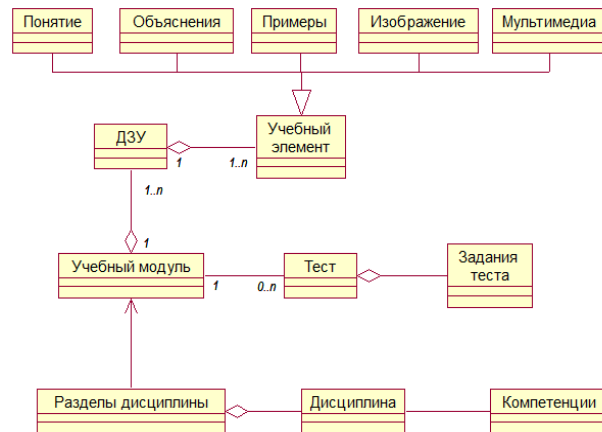 Понятие
Объяснения
Примеры
Изображение
Мультимедиа
ДЗУ
Учебный
элемент
1
1..n
1..n
1
Учебный модуль
Тест
Задания
теста
1
0..n
Разделы дисциплины
Дисциплина
Компетенции